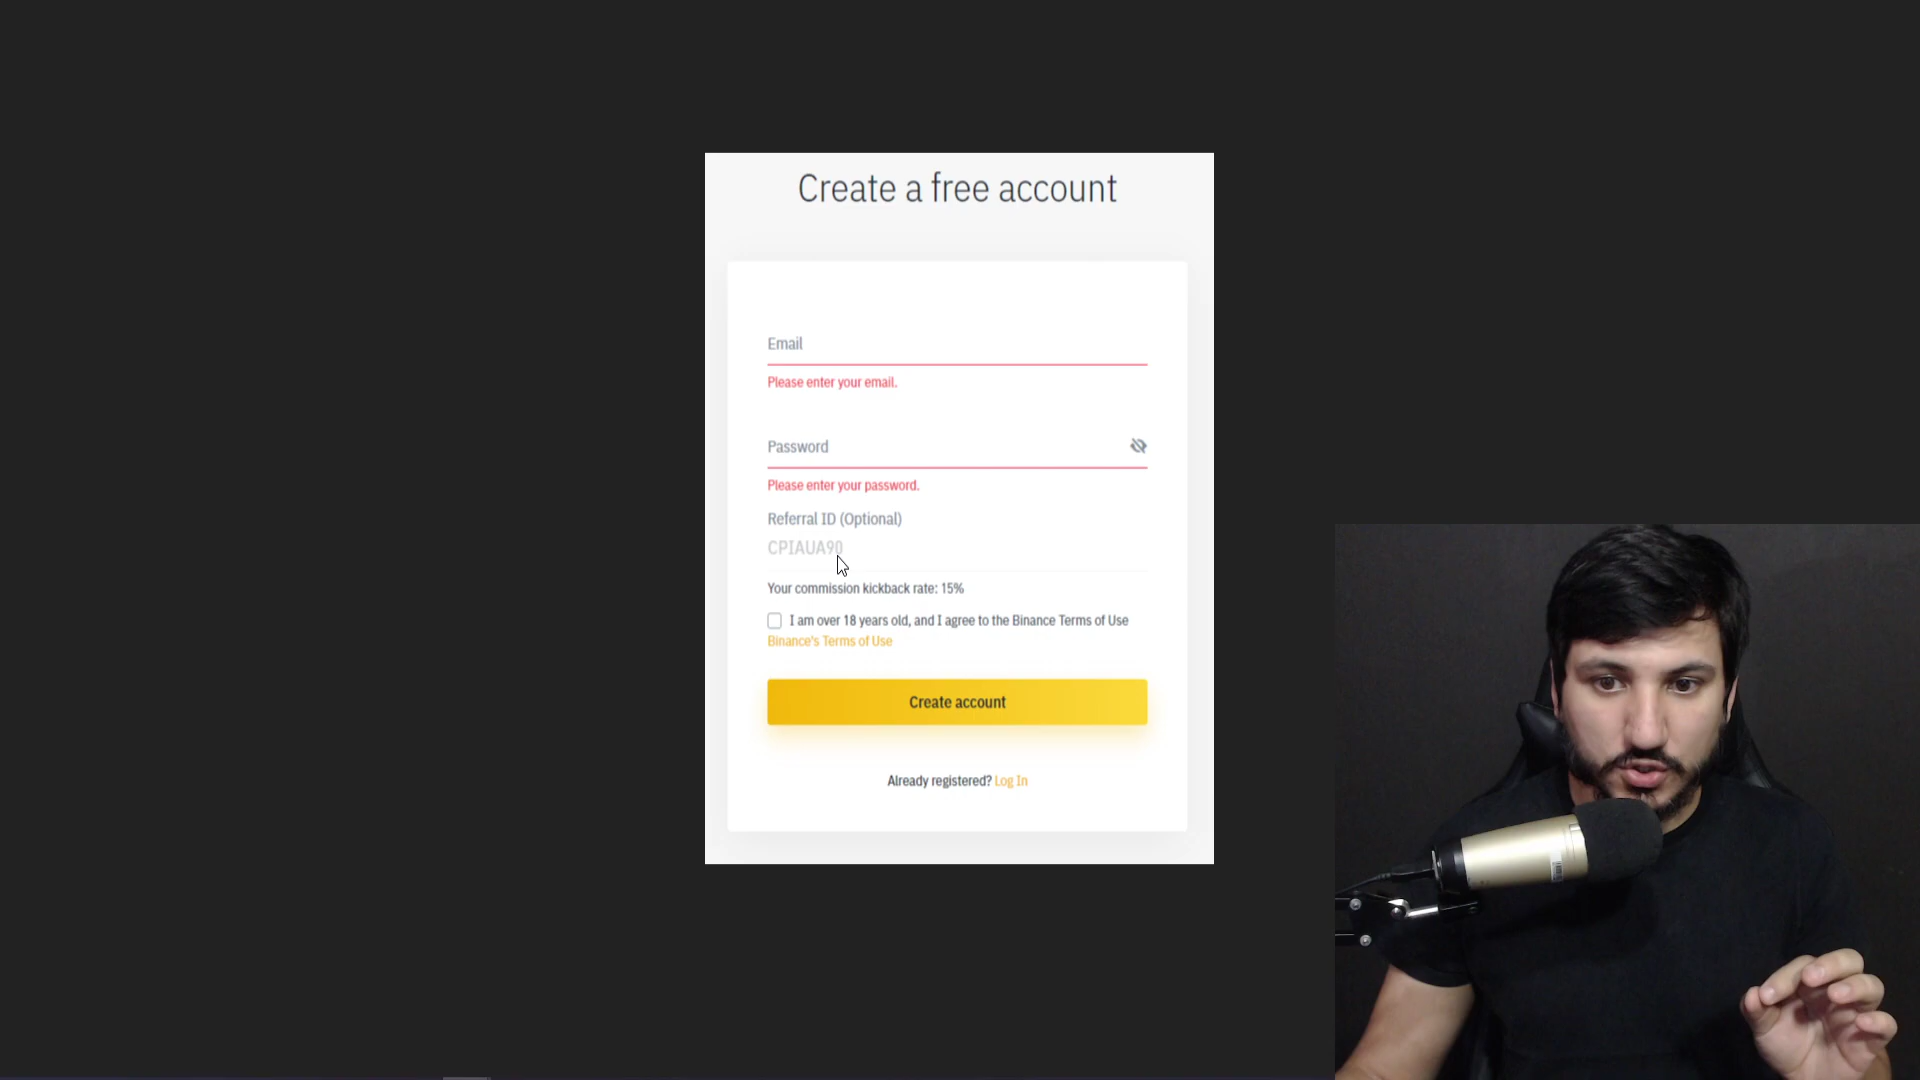 Create a free account
Email
Please enter your email.
Password
Please enter your password.
Referral ID (Optional)
CPIAUA90
Your commission kickback rate: 15%
I am over 18 years old, and I agree to the Binance Terms of Use
Binance's Terms of Use
Create account
Already registered? Log In